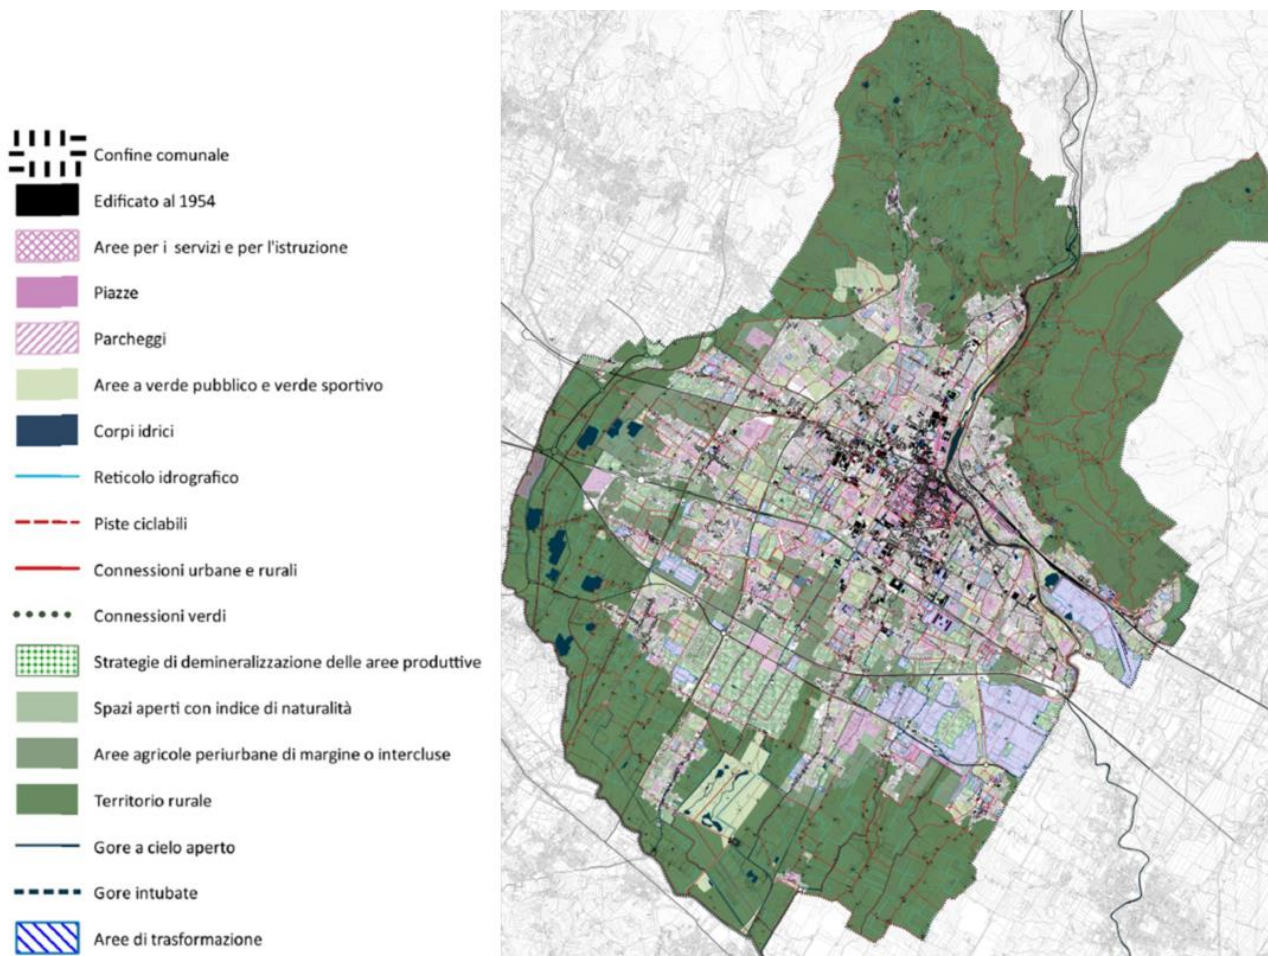 Confine comunale
Edificato al 1954
Aree per i servizi e per l'istruzione
Piazze
Parcheggi
Aree a verde pubblico e verde sportivo
Corpi idrici
Reticolo idrografico
Piste ciclabili
Connessioni urbane e rurali
Connessioni verdi
Strategie di demineralizzazione delle aree produttive
Spazi aperti con indice di naturalità
Aree agricole periurbane di margine o intercluse
Territorio rurale
Gore a cielo aperto
Gore intubate
Aree di trasformazione